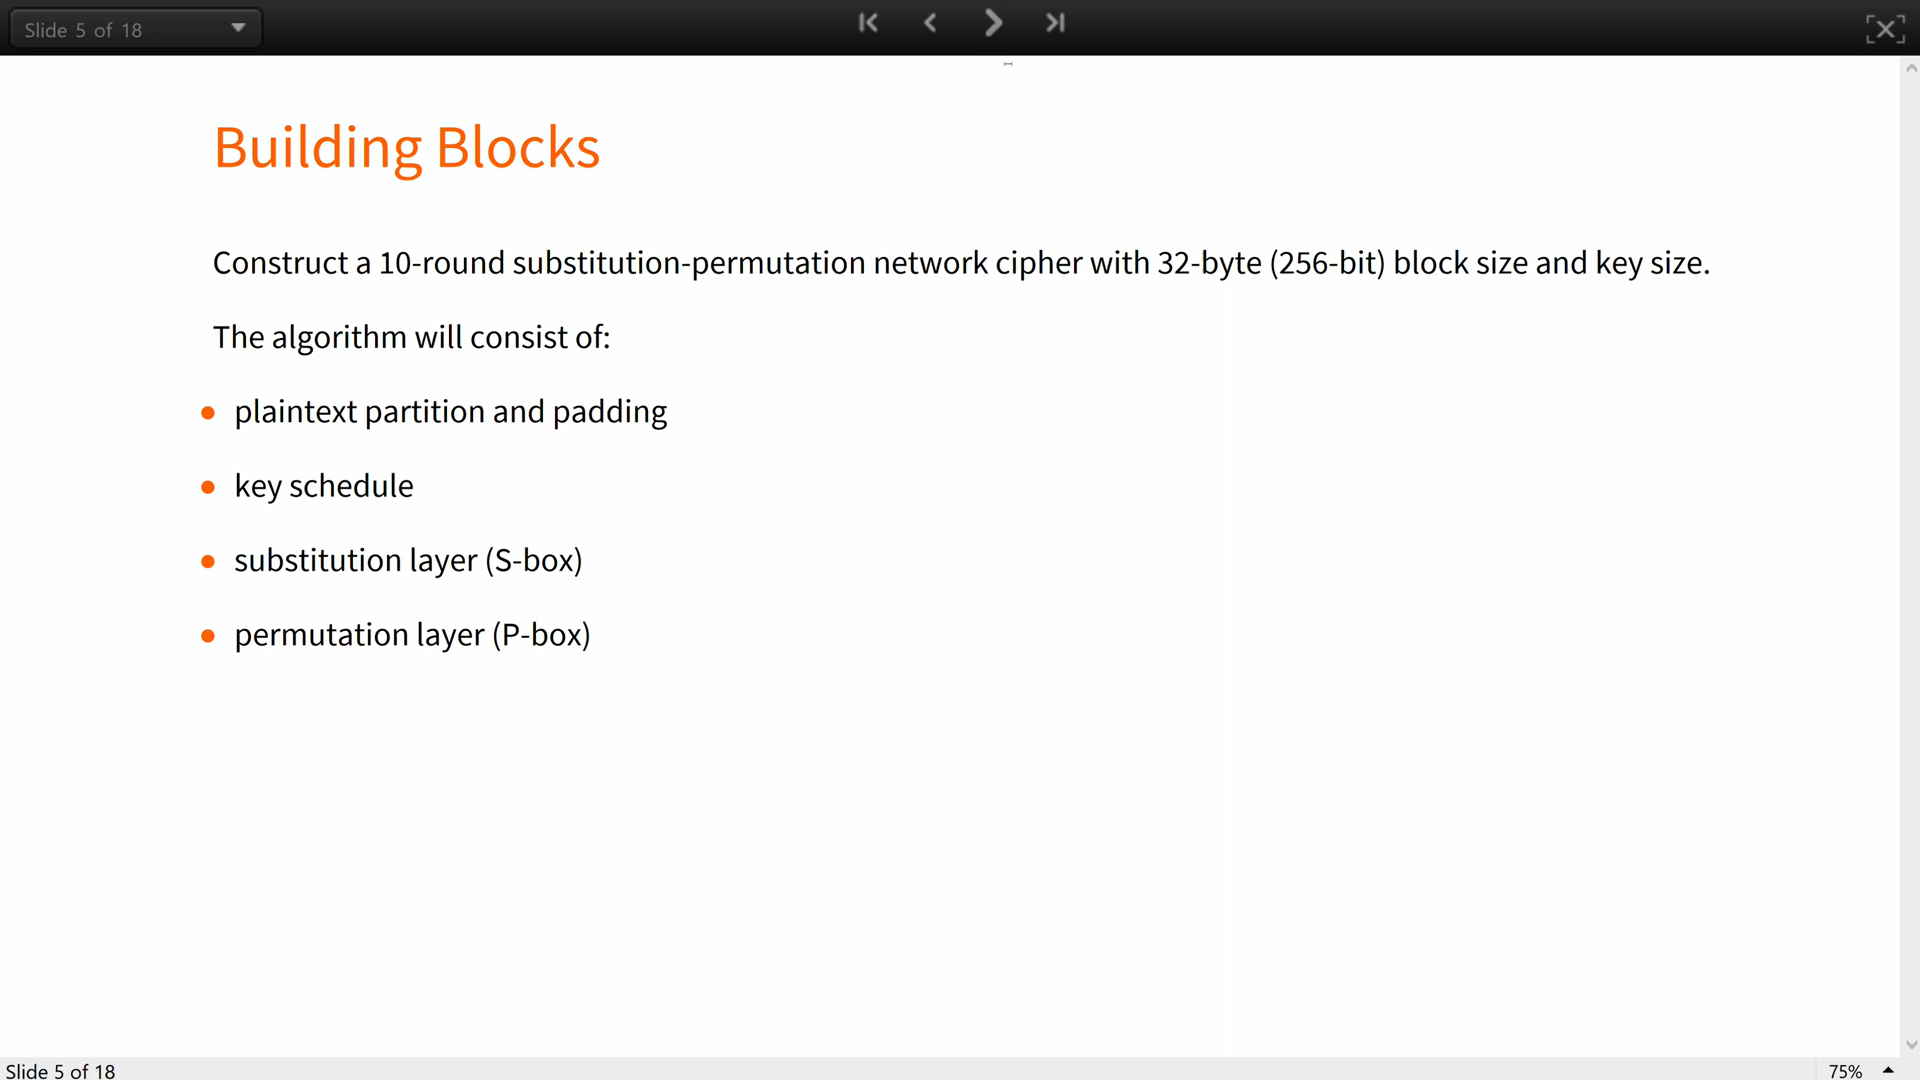 Slide 5 of 18
Building Blocks
Construct a 10-round substitution-permutation network cipher with 32-byte (256-bit) block size and key size.
The algorithm will consist of:
plaintext partition and padding
key schedule
substitution layer (S-box)
permutation layer (P-box)
Slide 5 of 18
75%